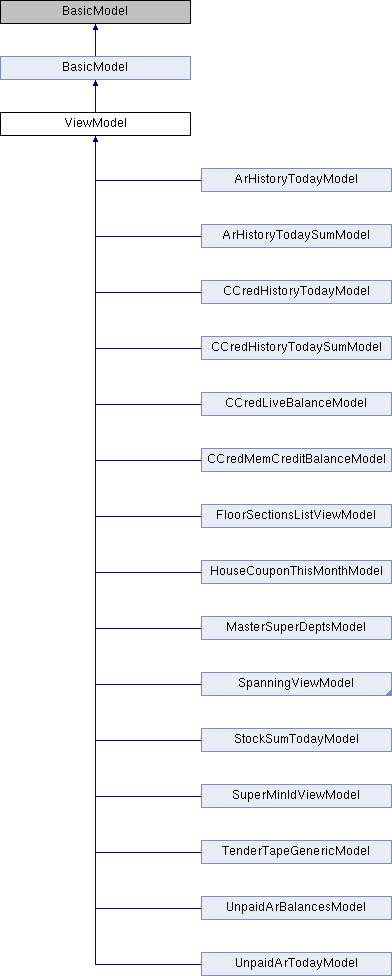 BasicModel
BasicModel
ViewModel
ArHistoryTodayModel
ArHistoryTodaySumModel
CCredHistoryTodayModel
CCredHistoryTodaySumModel
CCredLiveBalanceModel
CCredMemCreditBalanceModel
FloorSectionsListViewModel
HouseCouponThisMonthModel
MasterSuperDeptsModel
SpanningViewModel
StockSumTodayModel
SuperMinIdViewModel
TenderTapeGenericModel
UnpaidArBalancesModel
UnpaidArTodayModel